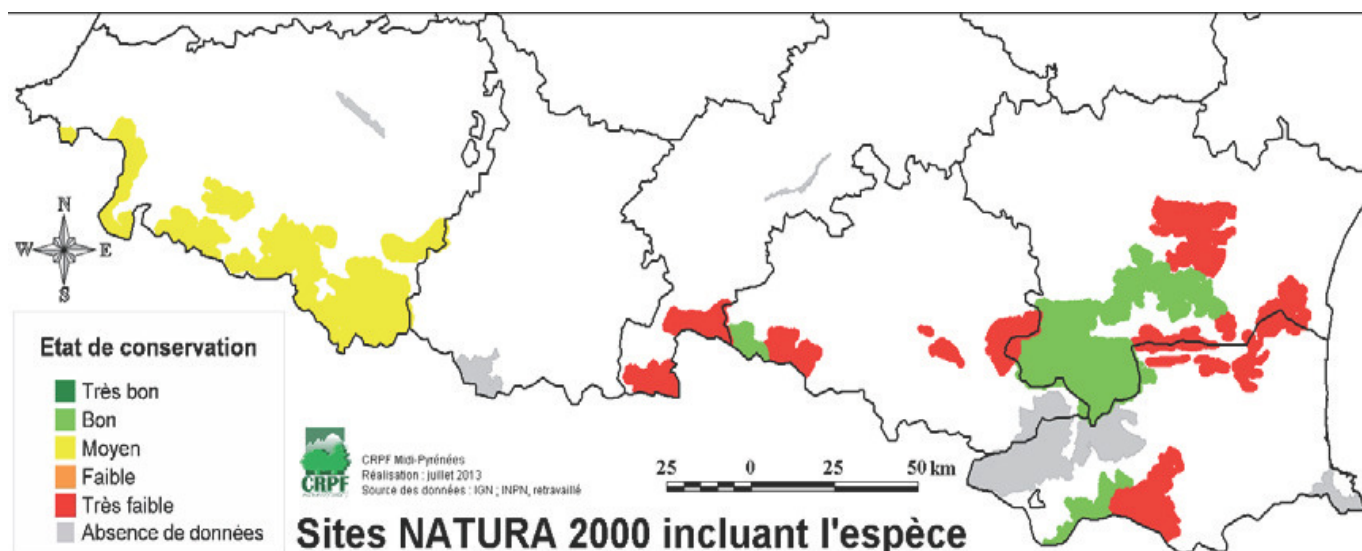 N
W E
S
Etat de conservation
Très bon
Bon
Moyen
Faible
Très faible
Absence de données
CRPF
CRPF Midi-Pyrénées
Réalisation : juillet 2013
Source des données : IGN ; INPN, retravaillé
25 0 25 50 km
Sites NATURA 2000 incluant l'espèce